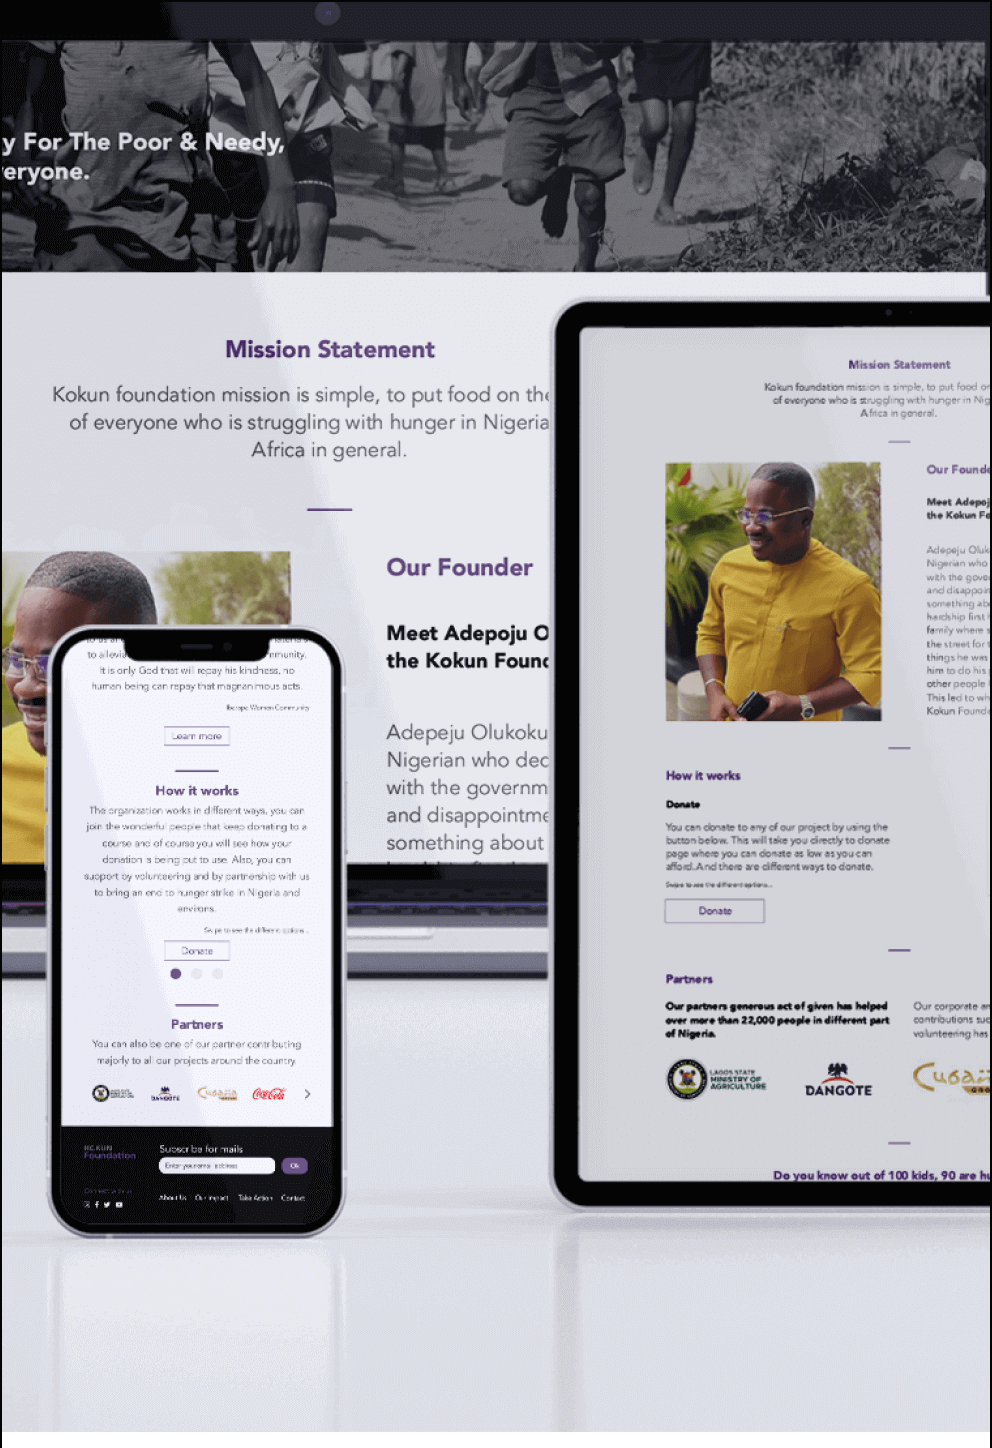 y For The Poor & Needy,
eryone.
Mission Statement
Kokun foundation mission is simple, to put food on the
of everyone who is struggling with hunger in Nigeria
Africa in general.
Our Founder
Meet Adepoju O
the Kokun Found
Adepeju Olukoku
Nigerian who dec
with the governm
and disappointme
something about
to allevia
mmunity.
It is only God that will repay his kindness, no
human being can repay that magnanimous acts.
Women Community
Learn more
How it works
The organization works in different ways, you can
join the wonderful people that keep donating to a
course and of course you will see how your
donation is being put to use. Also, you can
support by volunteering and by partnership with us
to bring an end to hunger strike in Nigeria and
environs.
Swipe to see the different options...
Donate
Partners
You can also be one of our partner contributing
majorly to all our projects around the country.
DANGOTE
Cubana
Coca-Cola
KOKUN
Foundation
Subscribe for mails
Enter your email address
Ok
Connect with us
About Us Our Impact Take Action Contact
Mission Statement
Kokun foundation mission is simple, to put food on
of everyone who is struggling with hunger in Nig
Africa in general.
Our Founde
Meet Adepoj
the Kokun Fo
Adepeju Oluk
Nigerian who
with the gove
and disappoin
something ab
hardship first
family where s
the street for t
things he was
him to do his
other people
This led to wh
Kokun Founda
How it works
Donate
You can donate to any of our project by using the
button below. This will take you directly to donate
page where you can donate as low as you can
afford.And there are different ways to donate.
Swipe to see the different options...
Donate
Partners
Our partners generous act of given has helped
over more than 22,000 people in different part
of Nigeria.
Our corporate an
contributions suc
volunteering has
LAGOS STATE
MINISTRY OF
AGRICULTURE
DANGOTE
Cuban
Do you know out of 100 kids, 90 are hu